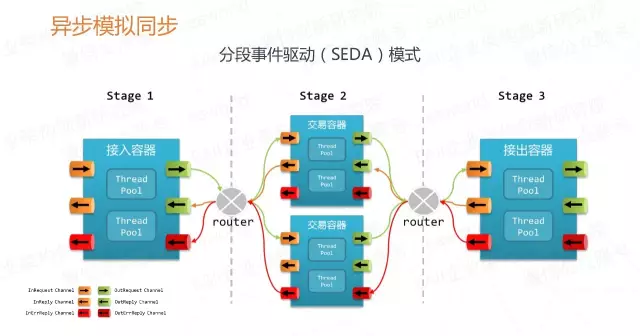 异步模拟同步
分段事件驱动(SEDA)模式
Stage 1
Stage 2
Stage 3
接入容器
Thread
Pool
Thread
Pool
router
交易容器
Thread
Pool
Thread
Pool
交易容器
Thread
Pool
Thread
Pool
router
接出容器
Thread
Pool
Thread
Pool
InRequest Channel
OutRequest Channel
InReply Channel
OutReply Channel
InErrReply Channel
OutErrReply Channel